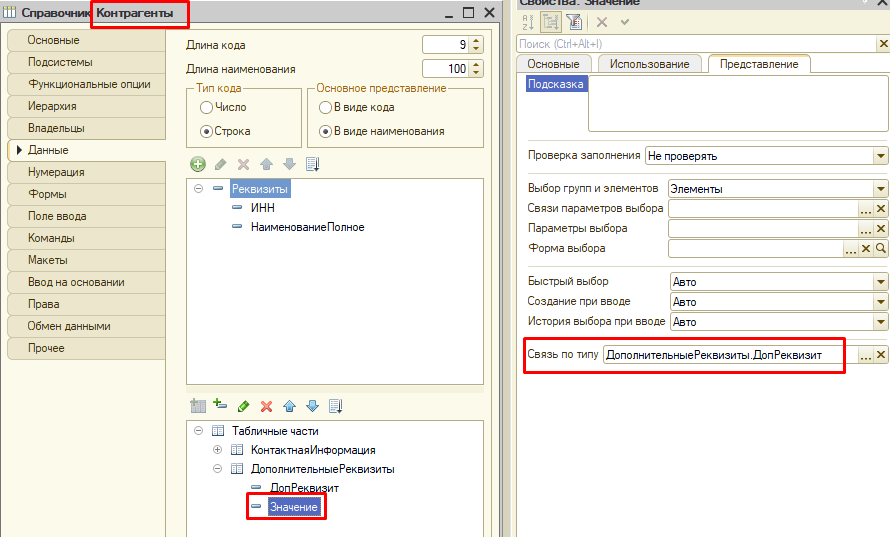 Справочник Контрагенты
Основные
Подсистемы
Функциональные опции
Иерархия
Владельцы
Данные
Нумерация
Формы
Поле ввода
Команды
Макеты
Ввод на основании
Права
Обмен данными
Прочее
Длина кода 9
Длина наименования 100
Тип кода
Число
Строка
Основное представление
В виде кода
В виде наименования
Реквизиты
ИНН
НаименованиеПолное
Табличные части
КонтактнаяИнформация
ДополнительныеРеквизиты
ДопРеквизит
Значение
Свойства: Значение
Поиск (Ctrl+Alt+I)
Основные
Использование
Представление
Подсказка
Проверка заполнения Не проверять
Выбор групп и элементов Элементы
Связи параметров выбора ...
Параметры выбора ...
Форма выбора ...
Быстрый выбор Авто
Создание при вводе Авто
История выбора при вводе Авто
Связь по типу ДополнительныеРеквизиты.ДопРеквизит ...